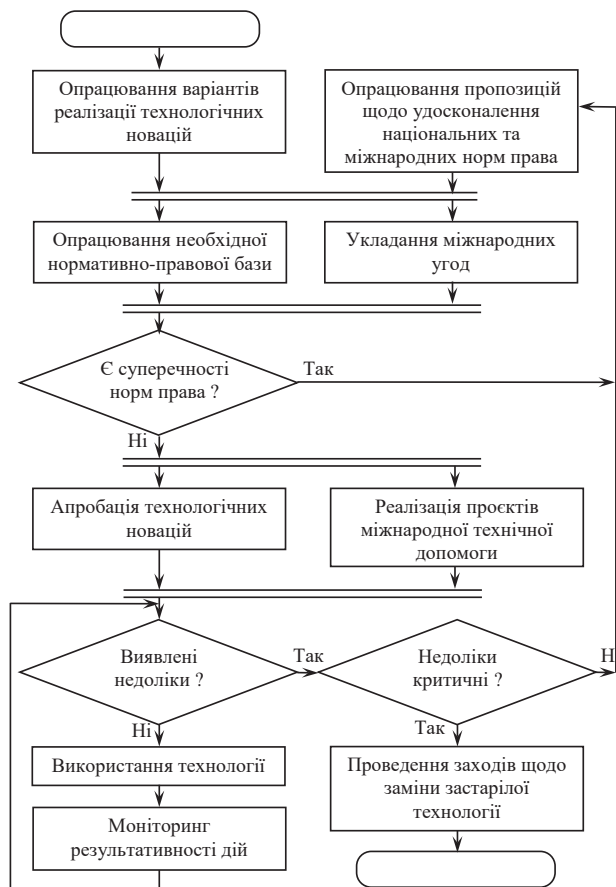 Опрацювання варіантів
реалізації технологічних
новацій
Опрацювання пропозицій
щодо удосконалення
національних та
міжнародних норм права
Опрацювання необхідної
нормативно-правової бази
Укладання міжнародних
угод
Є суперечності
норм права ?
Так
Ні
Апробація технологічних
новацій
Реалізація проєктів
міжнародної технічної
допомоги
Виявлені
недоліки ?
Так
Недоліки
критичні ?
Н
Ні
Так
Використання технології
Проведення заходів щодо
заміни застарілої
технології
Моніторинг
результативності дій